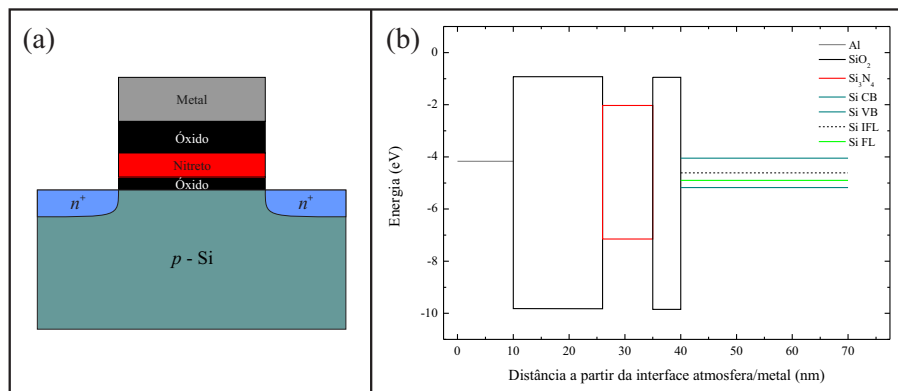 (a)
Metal
Óxido
Nitreto
Óxido
n⁺
n⁺
p - Si
(b)
Energia (eV)
0
-2
-4
-6
-8
-10
0 10 20 30 40 50 60 70 80
Distância a partir da interface atmosfera/metal (nm)
Al
SiO₂
Si₃N₄
Si CB
Si VB
Si IFL
Si FL